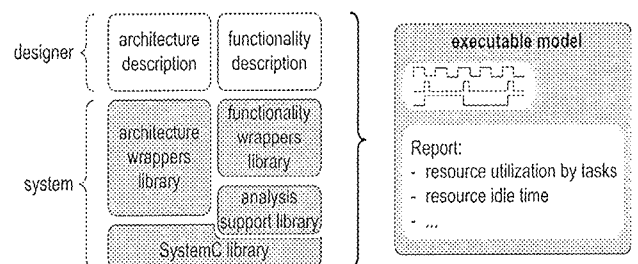 designer
architecture
description
functionality
description
system
architecture
wrappers
library
functionality
wrappers
library
analysis
support library
SystemC library
executable model
Report:
- resource utilization by tasks
- resource idle time
- ...